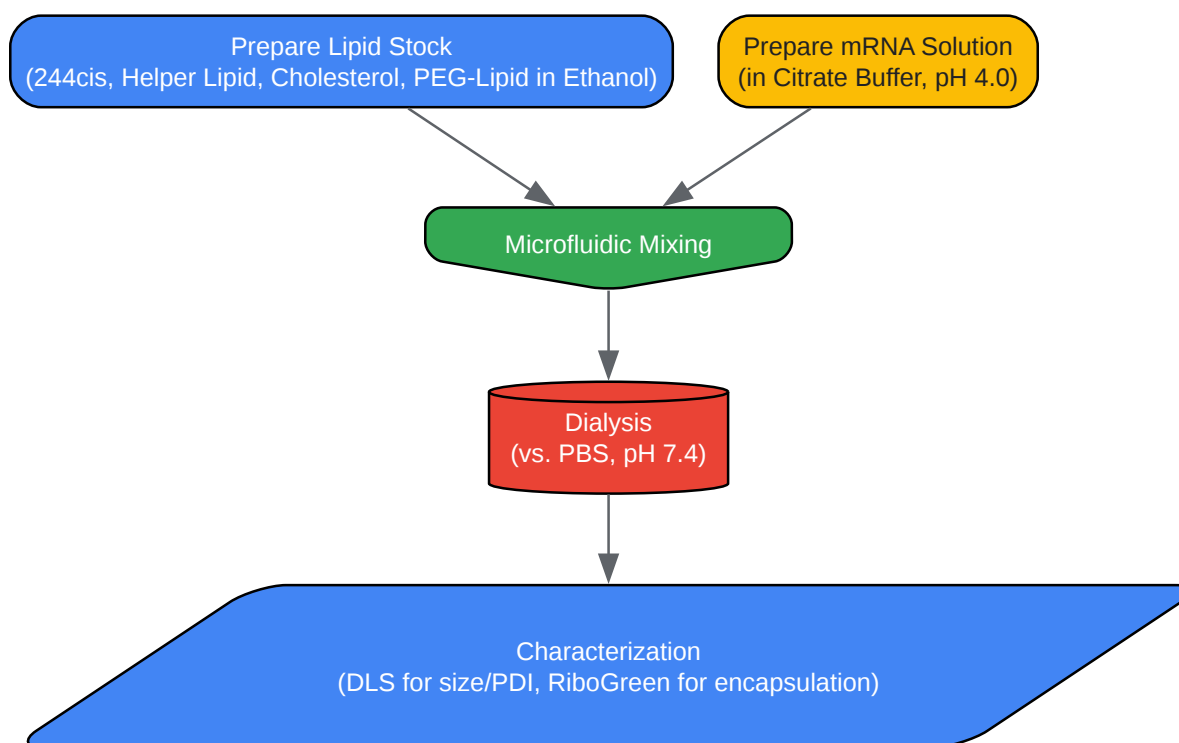 Prepare Lipid Stock
(244cis, Helper Lipid, Cholesterol, PEG-Lipid in Ethanol)
Prepare mRNA Solution
(in Citrate Buffer, pH 4.0)
Microfluidic Mixing
Dialysis
(vs. PBS, pH 7.4)
Characterization
(DLS for size/PDI, RiboGreen for encapsulation)